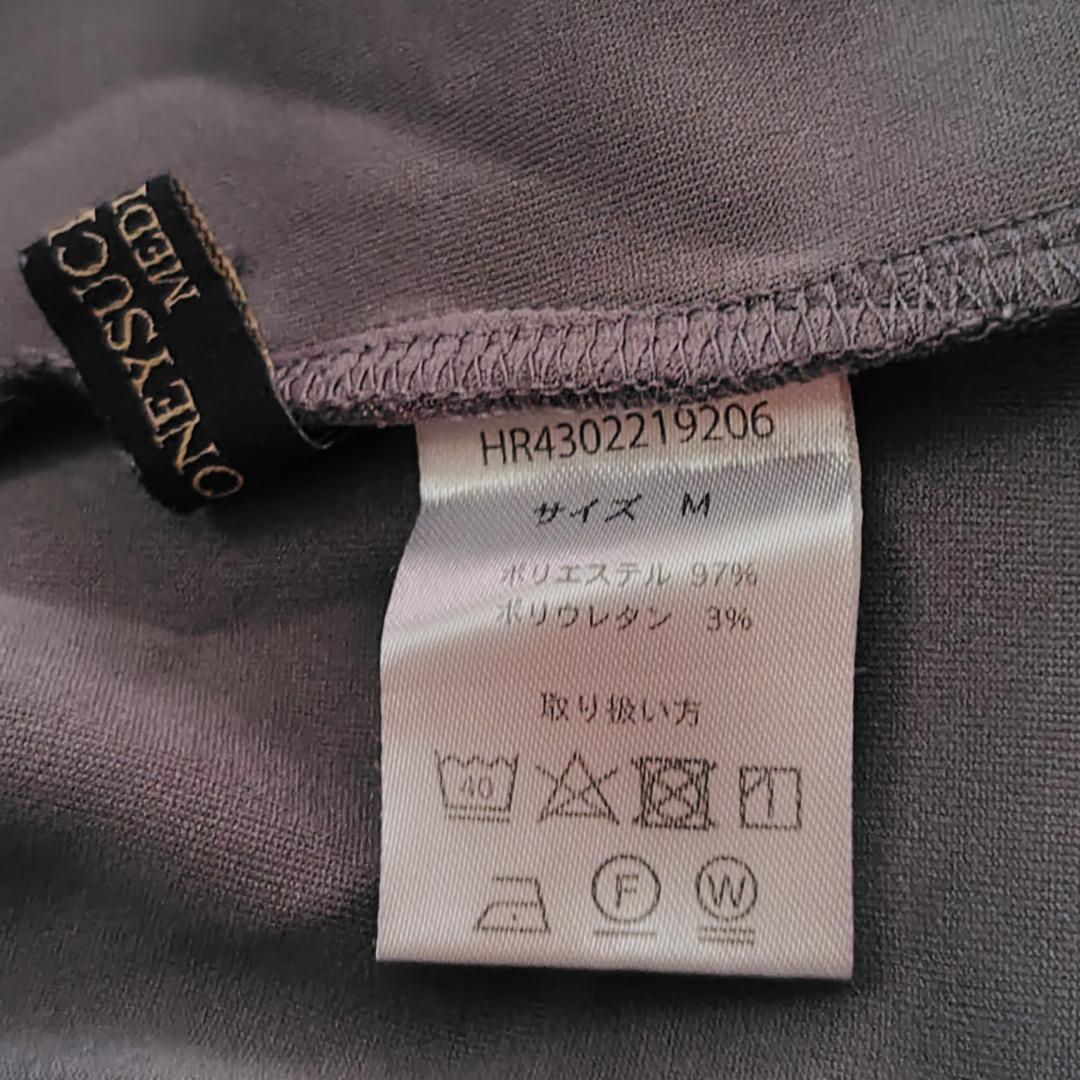 ONEYSUC
MEDI
HR4302219206
サイズ M
ポリエステル 97%
ポリウレタン 3%
取り扱い方
40
F W